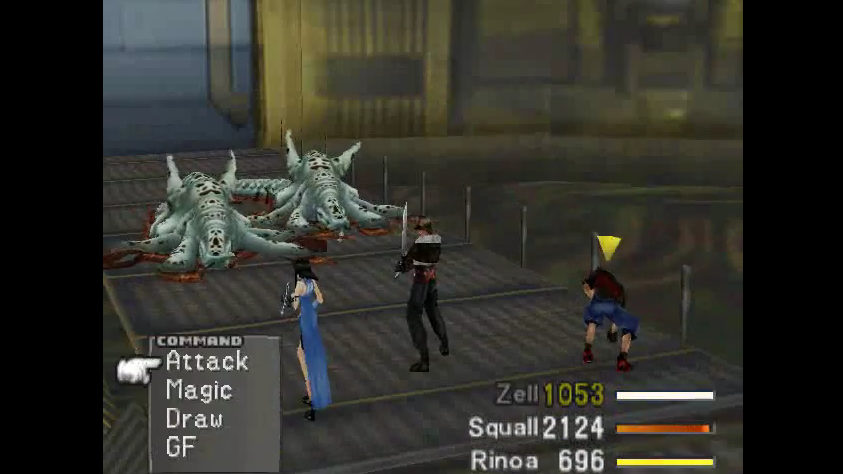 COMMAND
Attack
Magic
Draw
GF
Zell 1053
Squall 2124
Rinoa 696